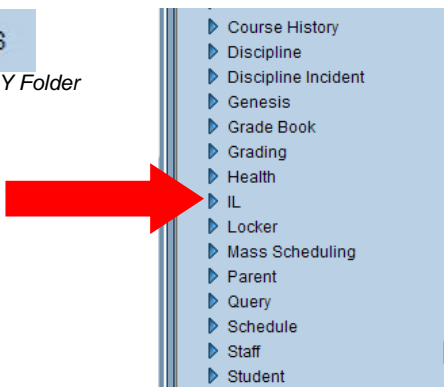 S
Y Folder
Course History
Discipline
Discipline Incident
Genesis
Grade Book
Grading
Health
IL
Locker
Mass Scheduling
Parent
Query
Schedule
Staff
Student